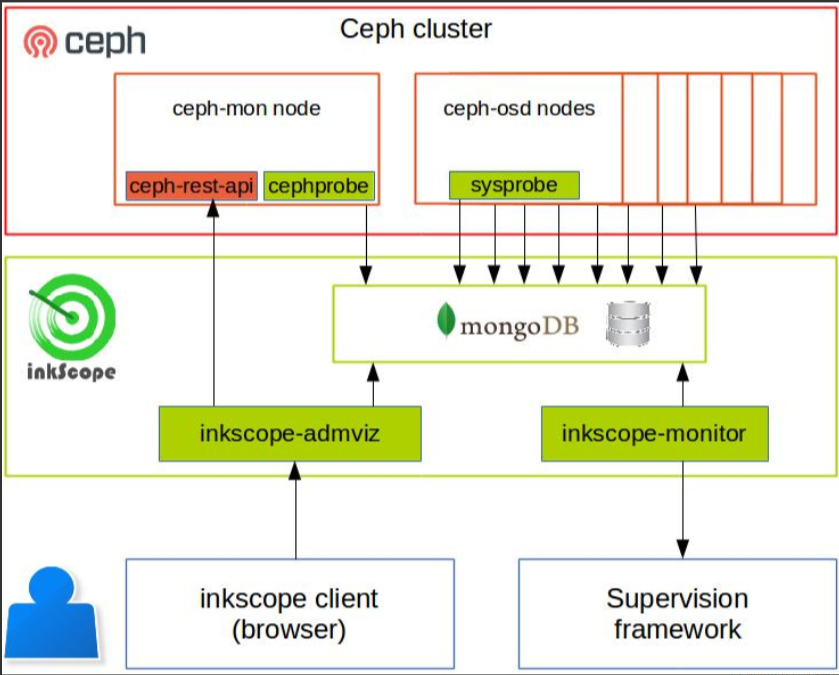 ceph
Ceph cluster
ceph-mon node
ceph-osd nodes
ceph-rest-api
cephprobe
sysprobe
inkScope
mongoDB
inkscope-admviz
inkscope-monitor
inkscope client
(browser)
Supervision
framework